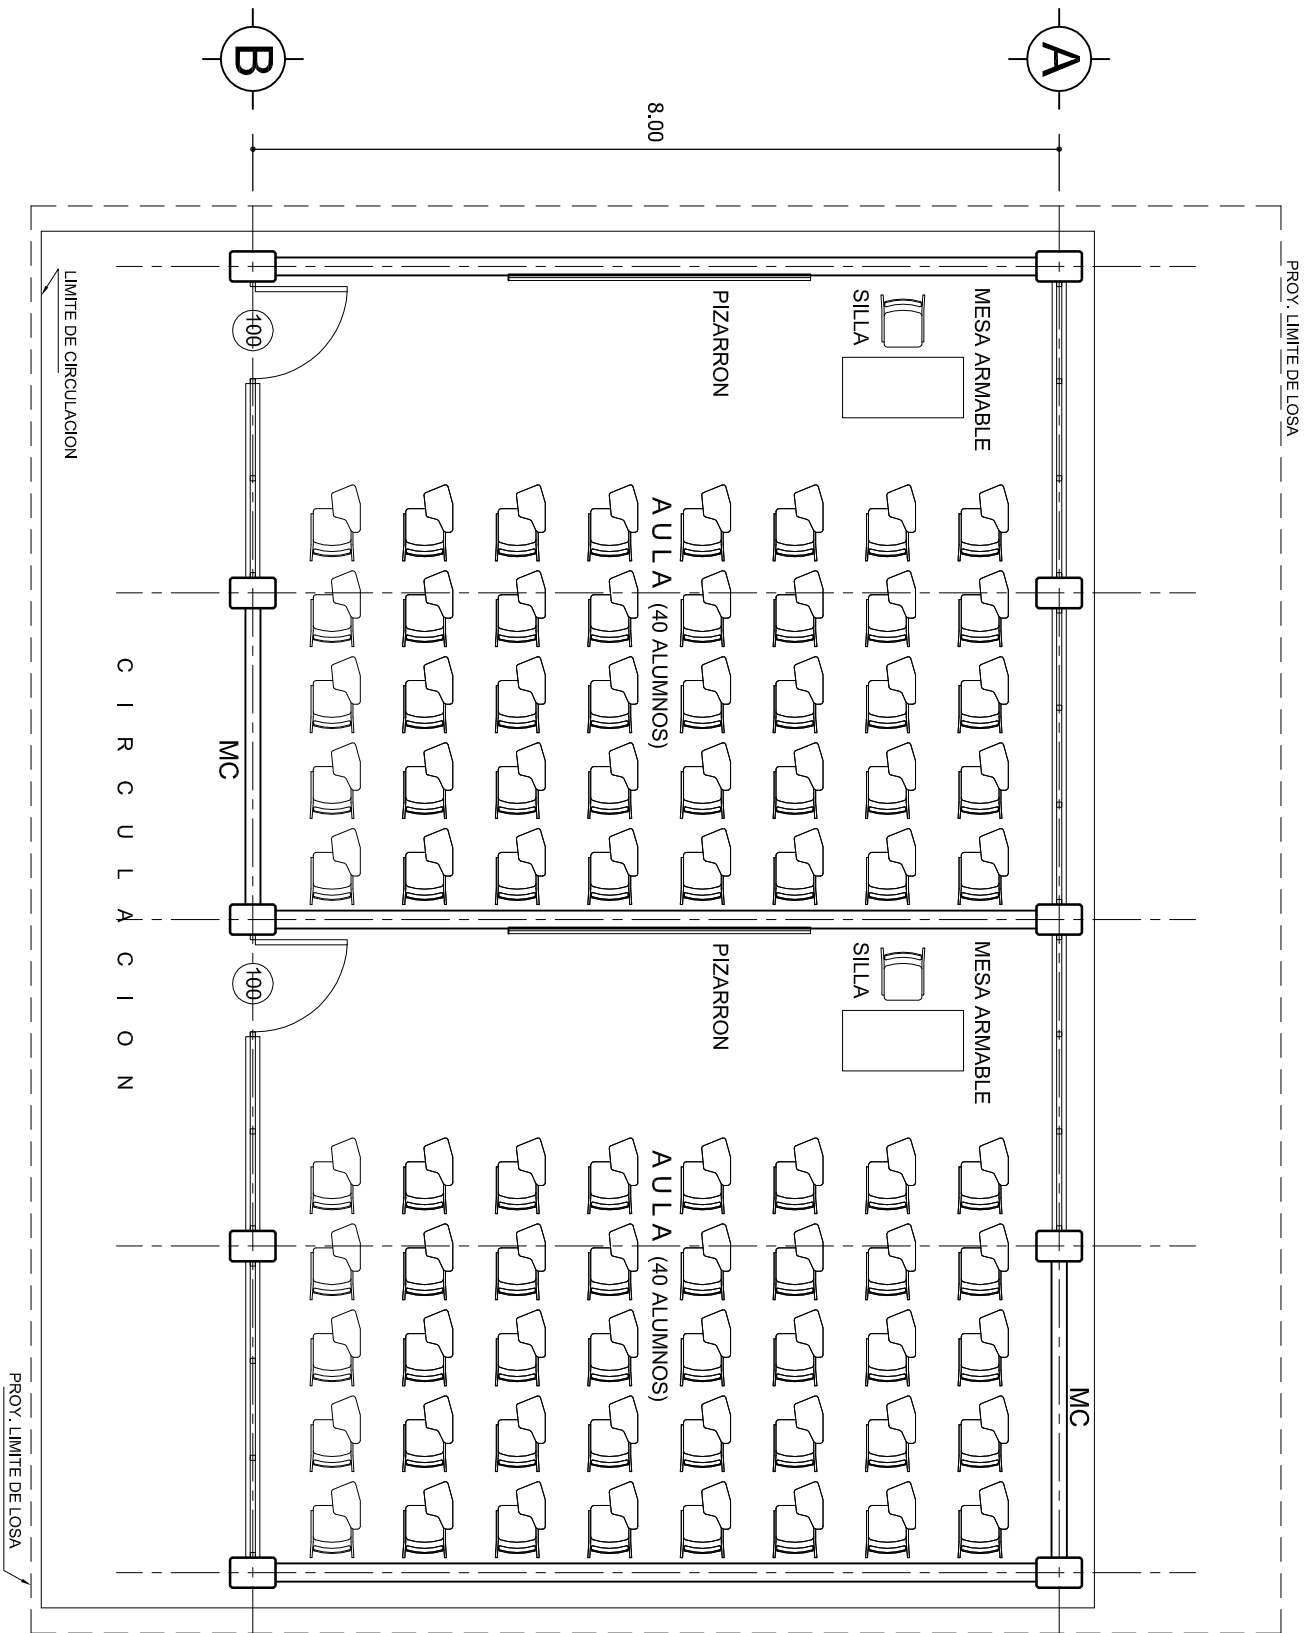 A
B
8.00
PROY. LIMITE DE LOSA
MESA ARMABLE
SILLA
PIZARRON
A U L A (40 ALUMNOS)
100
LIMITE DE CIRCULACION
MC
MESA ARMABLE
SILLA
PIZARRON
A U L A (40 ALUMNOS)
100
MC
C I R C U L A C I O N
PROY. LIMITE DE LOSA